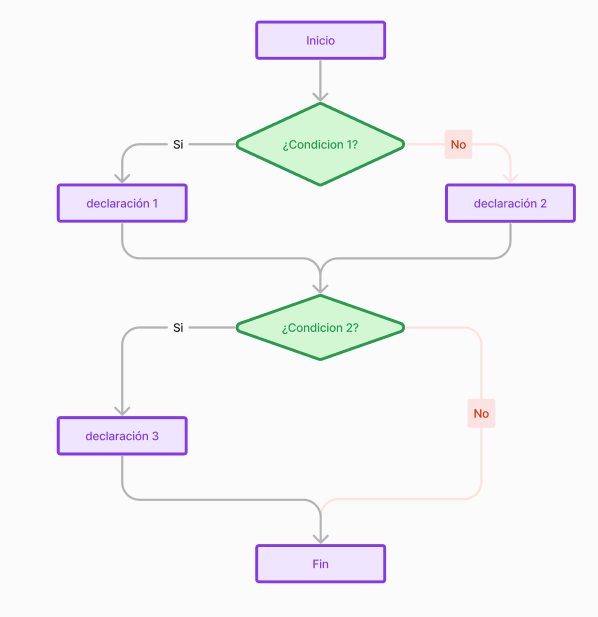 Inicio
¿Condicion 1?
Si
No
declaración 1
declaración 2
¿Condicion 2?
Si
No
declaración 3
Fin